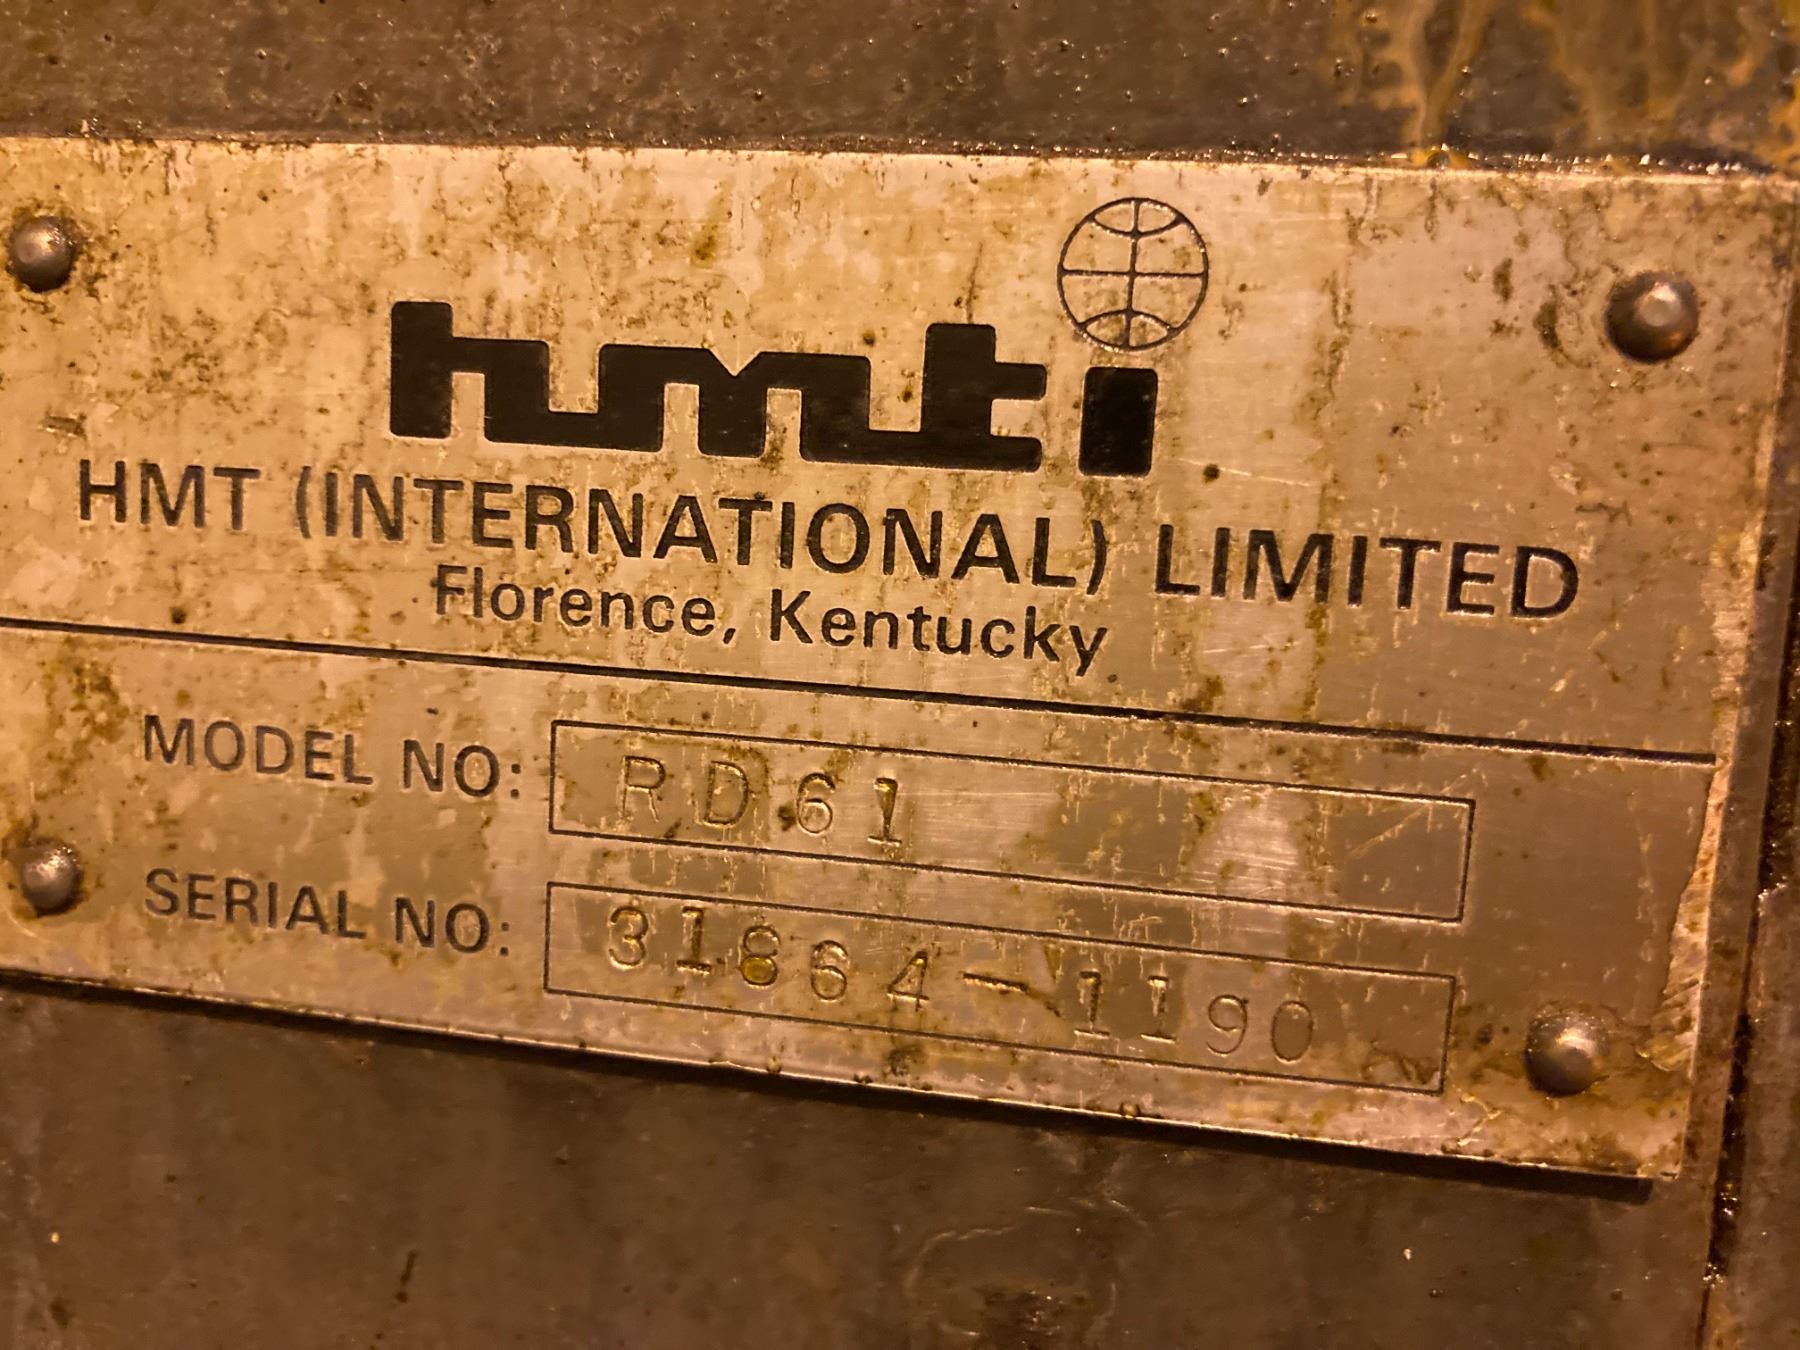 hmti
HMT (INTERNATIONAL) LIMITED
Florence, Kentucky
MODEL NO: RD61
SERIAL NO: 31864-1190